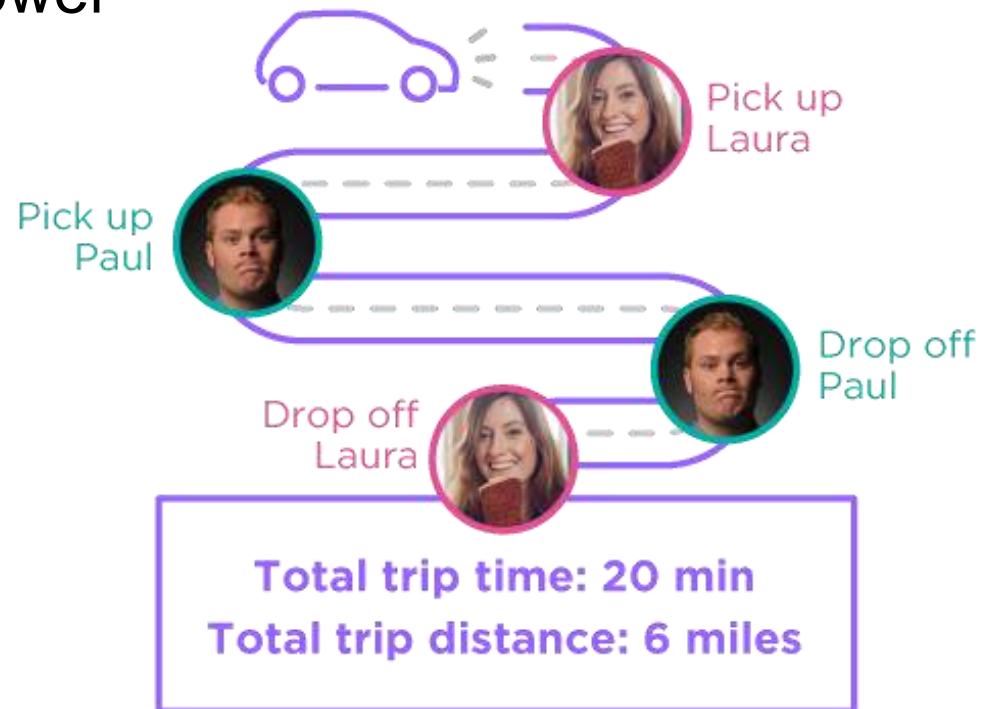 Pick up
Laura
Pick up
Paul
Drop off
Paul
Drop off
Laura
Total trip time: 20 min
Total trip distance: 6 miles